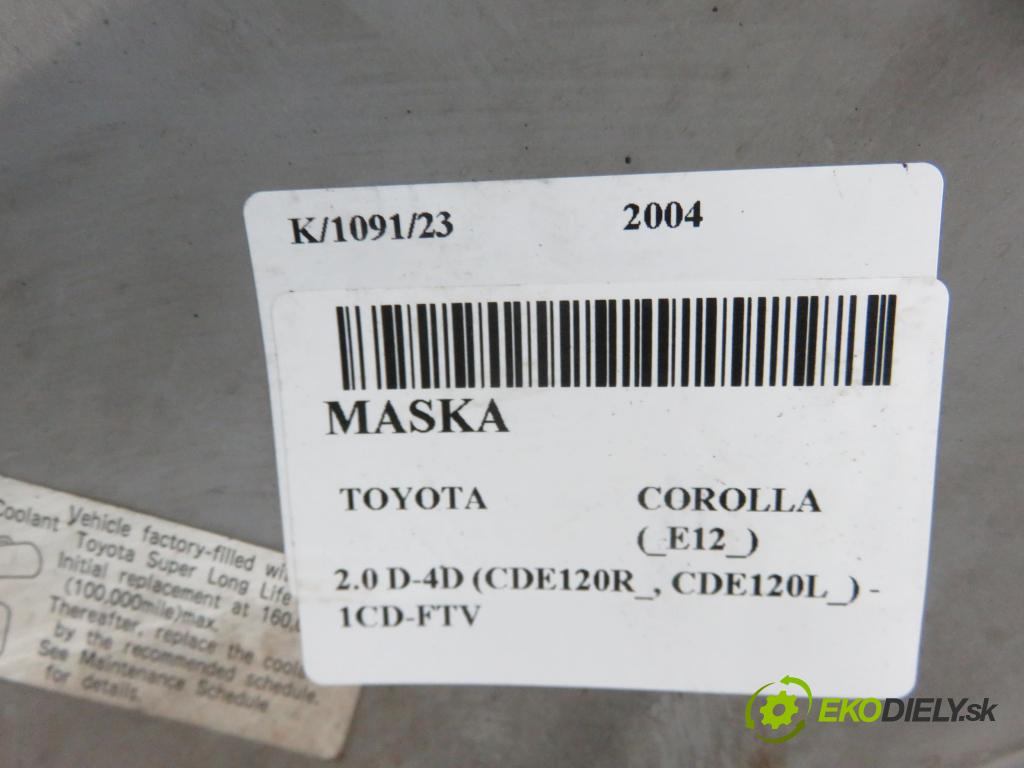 K/1091/23 2004
MASKA
TOYOTA COROLLA
(_E12_)
2.0 D-4D (CDE120R_, CDE120L_) -
1CD-FTV
Vehicle factory-filled
Coolant Toyota Super Long Life
Initial replacement at
(100,000mile)max.
Thereafter, replace the
by the recommended schedule.
See Maintenance Schedule
for details.
EKODIELY.sk